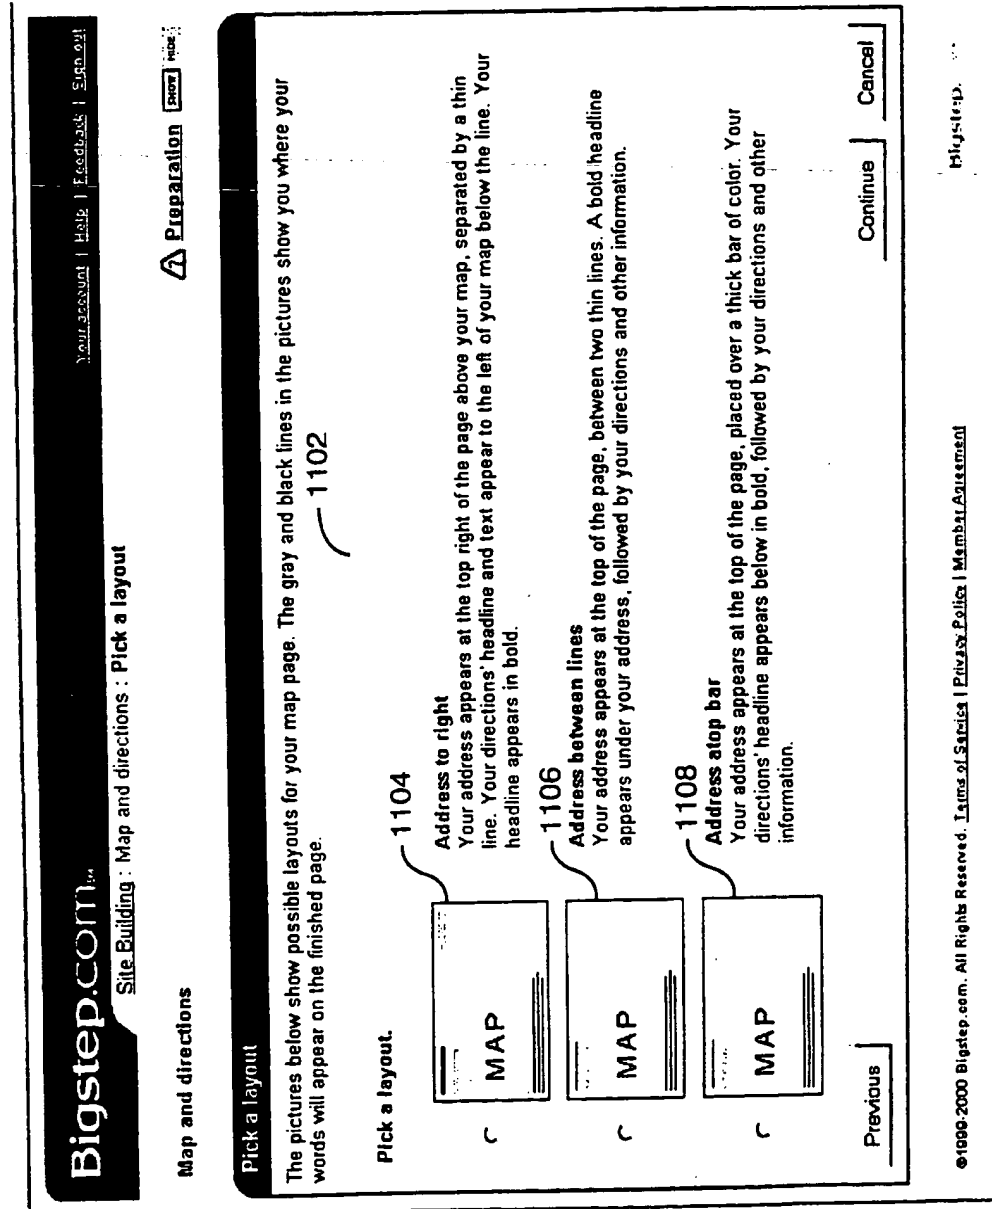 Bigstep.com
Your account | Help | Feedback | Sign out
Site Building : Map and directions : Pick a layout
Map and directions
Preparation SHOW HIDE
Pick a layout
The pictures below show possible layouts for your map page. The gray and black lines in the pictures show you where your
words will appear on the finished page.
1102
Pick a layout.
1104
MAP
Address to right
Your address appears at the top right of the page above your map, separated by a thin
line. Your directions' headline and text appear to the left of your map below the line. Your
headline appears in bold.
1106
MAP
Address between lines
Your address appears at the top of the page, between two thin lines. A bold headline
appears under your address, followed by your directions and other information.
1108
MAP
Address atop bar
Your address appears at the top of the page, placed over a thick bar of color. Your
directions' headline appears below in bold, followed by your directions and other
information.
Previous
Continue
Cancel
©1999-2000 Bigstep.com. All Rights Reserved. Terms of Service | Privacy Policy | Member Agreement
Bigstep.